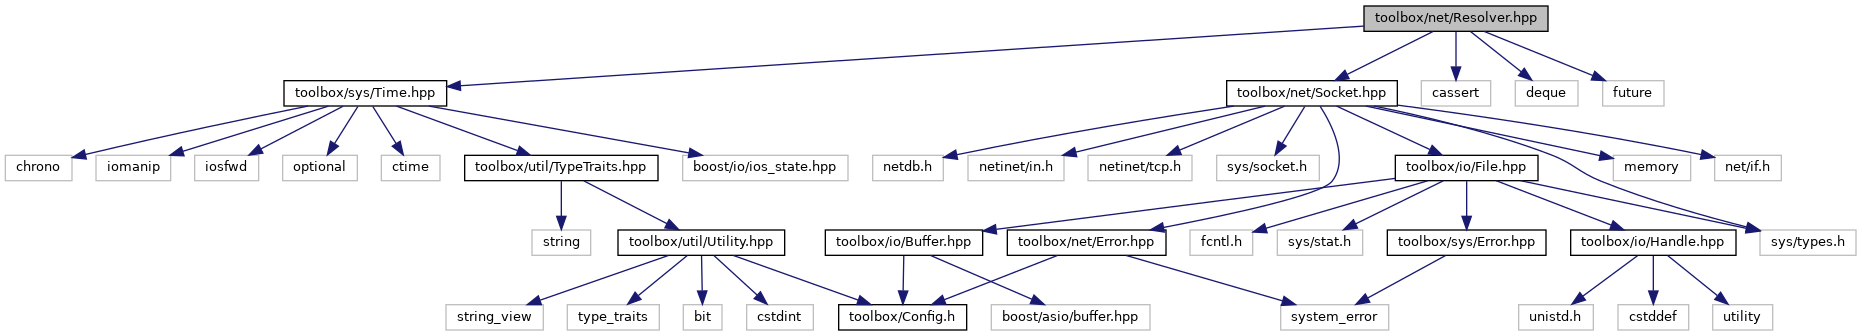 toolbox/net/Resolver.hpp
toolbox/sys/Time.hpp
toolbox/net/Socket.hpp
cassert
deque
future
chrono
iomanip
iosfwd
optional
ctime
toolbox/util/TypeTraits.hpp
boost/io/ios_state.hpp
netdb.h
netinet/in.h
netinet/tcp.h
sys/socket.h
toolbox/io/File.hpp
memory
net/if.h
string
toolbox/util/Utility.hpp
toolbox/io/Buffer.hpp
toolbox/net/Error.hpp
fcntl.h
sys/stat.h
toolbox/sys/Error.hpp
toolbox/io/Handle.hpp
sys/types.h
string_view
type_traits
bit
cstdint
toolbox/Config.h
boost/asio/buffer.hpp
system_error
unistd.h
cstddef
utility